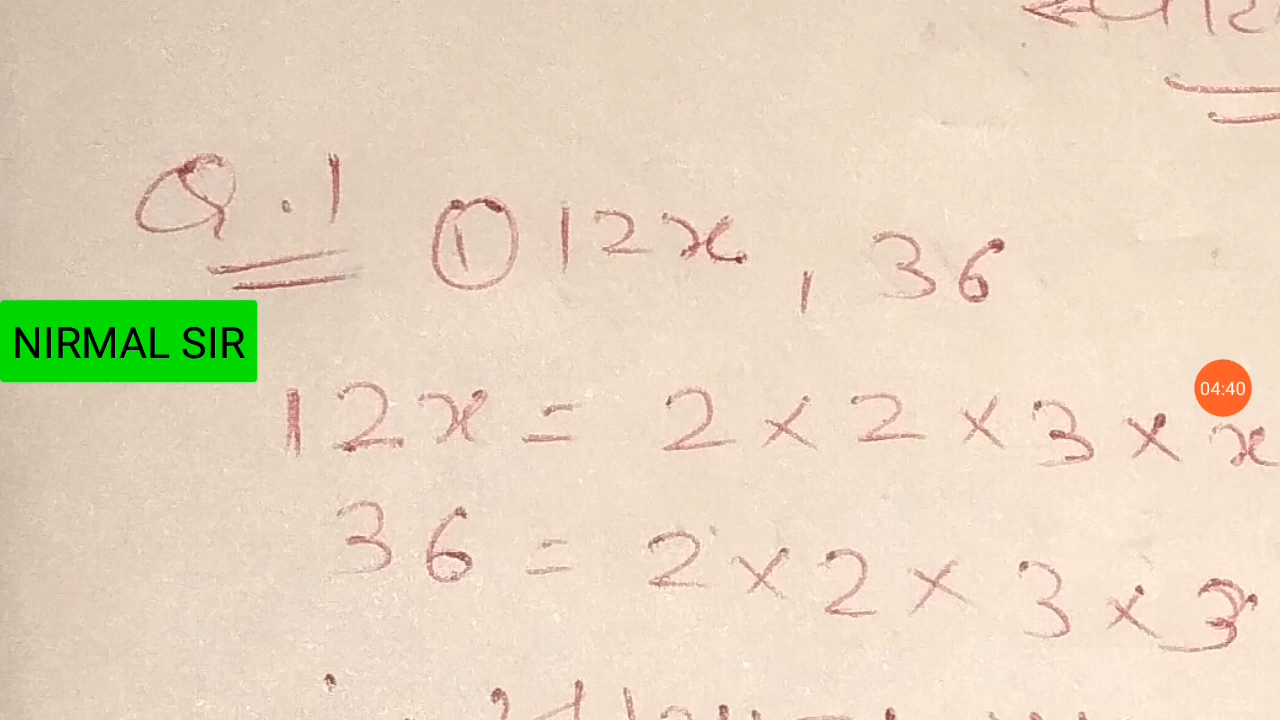 Q.1 ① 12x, 36
NIRMAL SIR
04:40
12x = 2 × 2 × 3 × x
36 = 2 × 2 × 3 × 3